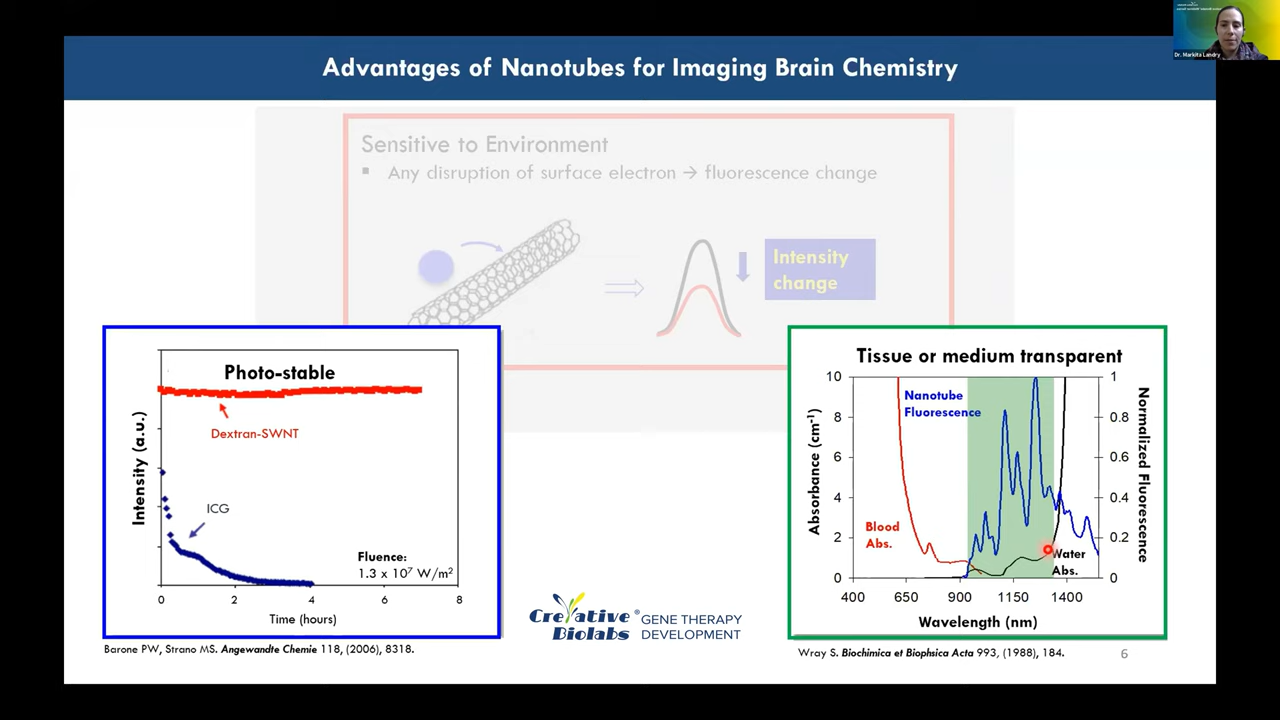 Dr. Markita Landry
Advantages of Nanotubes for Imaging Brain Chemistry
Sensitive to Environment
▪ Any disruption of surface electron → fluorescence change
Intensity
change
Photo-stable
Dextran-SWNT
ICG
Fluence:
1.3 x 10⁷ W/m²
Intensity (a.u.)
0 2 4 6 8
Time (hours)
Barone PW, Strano MS. Angewandte Chemie 118, (2006), 8318.
Cre⁄ative
Biolabs
®
GENE THERAPY
DEVELOPMENT
Tissue or medium transparent
Nanotube
Fluorescence
Blood
Abs.
Water
Abs.
Absorbance (cm⁻¹)
10
8
6
4
2
0
1
0.8
0.6
0.4
0.2
0
Normalized Fluorescence
400 650 900 1150 1400
Wavelength (nm)
Wray S. Biochimica et Biophsica Acta 993, (1988), 184.
6